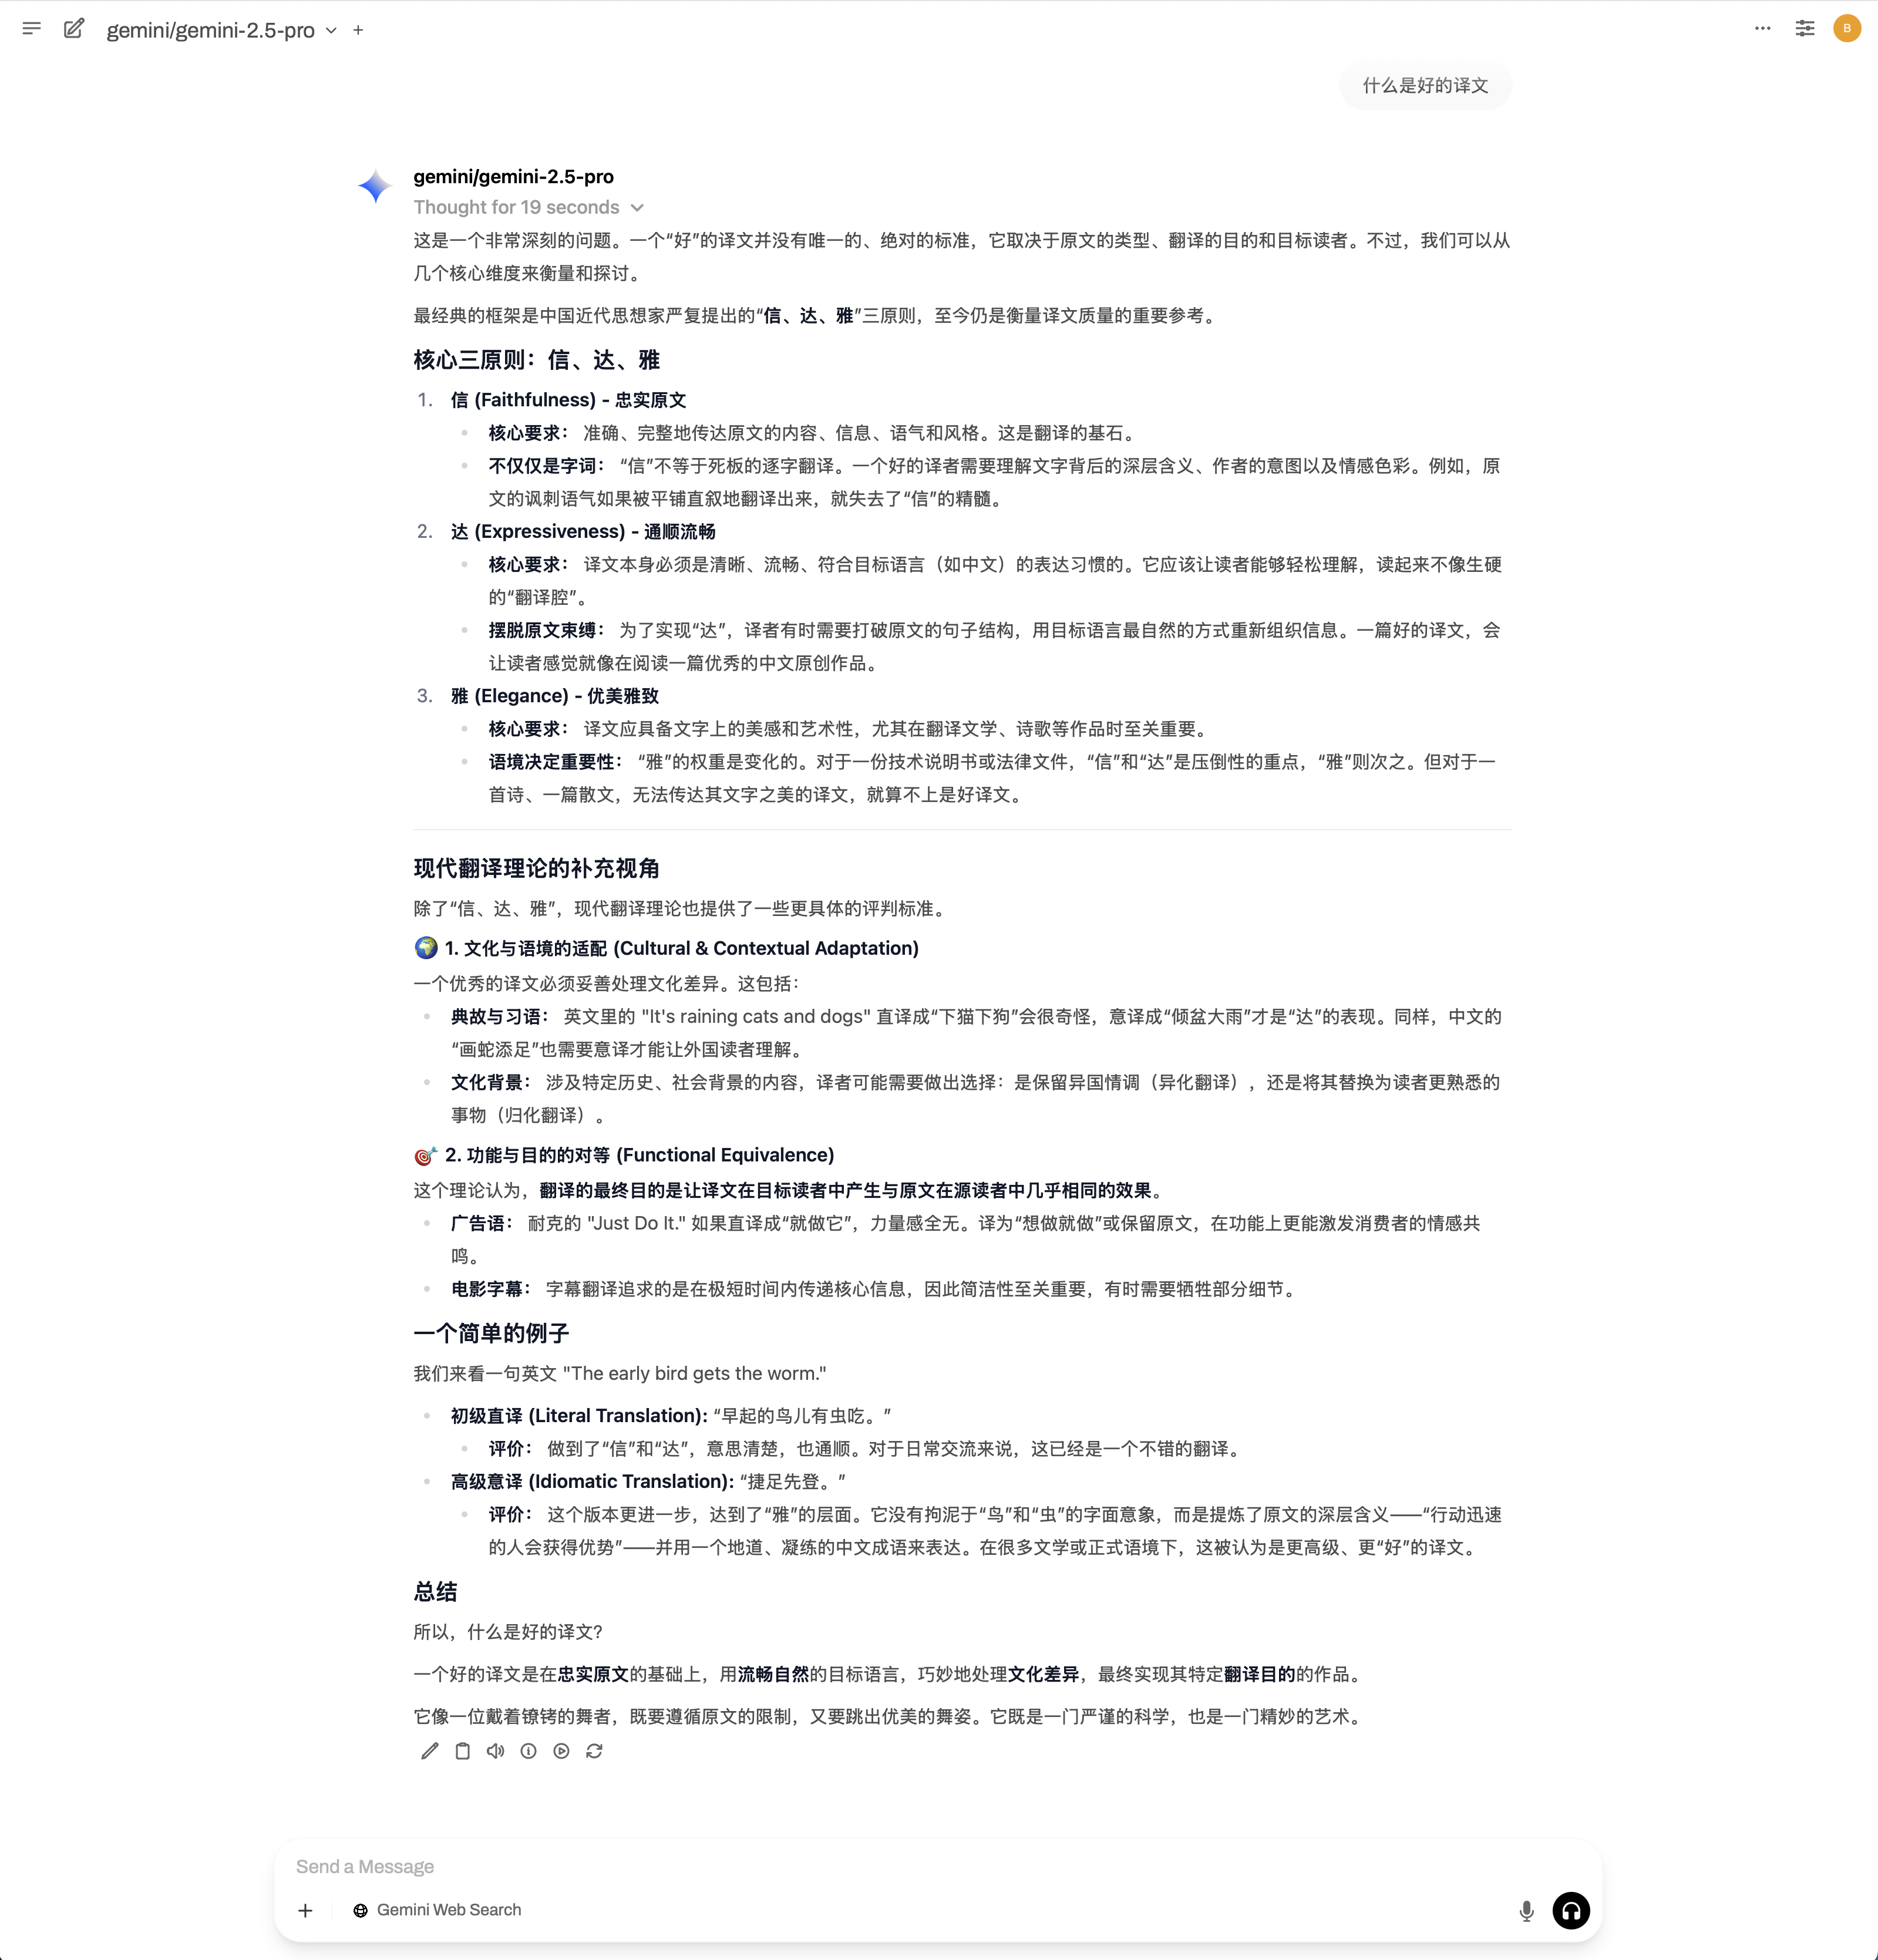 gemini/gemini-2.5-pro
B
什么是好的译文
gemini/gemini-2.5-pro
Thought for 19 seconds
这是一个非常深刻的问题。一个“好”的译文并没有唯一的、绝对的标准，它取决于原文的类型、翻译的目的和目标读者。不过，我们可以从
几个核心维度来衡量和探讨。
最经典的框架是中国近代思想家严复提出的“信、达、雅”三原则，至今仍是衡量译文质量的重要参考。
核心三原则：信、达、雅
1. 信 (Faithfulness) - 忠实原文
核心要求： 准确、完整地传达原文的内容、信息、语气和风格。这是翻译的基石。
不仅仅是字词： “信”不等于死板的逐字翻译。一个好的译者需要理解文字背后的深层含义、作者的意图以及情感色彩。例如，原
文的讽刺语气如果被平铺直叙地翻译出来，就失去了“信”的精髓。
2. 达 (Expressiveness) - 通顺流畅
核心要求： 译文本身必须是清晰、流畅、符合目标语言（如中文）的表达习惯的。它应该让读者能够轻松理解，读起来不像生硬
的“翻译腔”。
摆脱原文束缚： 为了实现“达”，译者有时需要打破原文的句子结构，用目标语言最自然的方式重新组织信息。一篇好的译文，会
让读者感觉就像在阅读一篇优秀的中文原创作品。
3. 雅 (Elegance) - 优美雅致
核心要求： 译文应具备文字上的美感和艺术性，尤其在翻译文学、诗歌等作品时至关重要。
语境决定重要性： “雅”的权重是变化的。对于一份技术说明书或法律文件，“信”和“达”是压倒性的重点，“雅”则次之。但对于一
首诗、一篇散文，无法传达其文字之美的译文，就算不上是好译文。
现代翻译理论的补充视角
除了“信、达、雅”，现代翻译理论也提供了一些更具体的评判标准。
🌍 1. 文化与语境的适配 (Cultural & Contextual Adaptation)
一个优秀的译文必须妥善处理文化差异。这包括：
典故与习语： 英文里的 "It's raining cats and dogs" 直译成“下猫下狗”会很奇怪，意译成“倾盆大雨”才是“达”的表现。同样，中文的
“画蛇添足”也需要意译才能让外国读者理解。
文化背景： 涉及特定历史、社会背景的内容，译者可能需要做出选择：是保留异国情调（异化翻译），还是将其替换为读者更熟悉的
事物（归化翻译）。
🎯 2. 功能与目的的对等 (Functional Equivalence)
这个理论认为，翻译的最终目的是让译文在目标读者中产生与原文在源读者中几乎相同的效果。
广告语： 耐克的 "Just Do It." 如果直译成“就做它”，力量感全无。译为“想做就做”或保留原文，在功能上更能激发消费者的情感共
鸣。
电影字幕： 字幕翻译追求的是在极短时间内传递核心信息，因此简洁性至关重要，有时需要牺牲部分细节。
一个简单的例子
我们来看一句英文 "The early bird gets the worm."
初级直译 (Literal Translation): “早起的鸟儿有虫吃。”
评价： 做到了“信”和“达”，意思清楚，也通顺。对于日常交流来说，这已经是一个不错的翻译。
高级意译 (Idiomatic Translation): “捷足先登。”
评价： 这个版本更进一步，达到了“雅”的层面。它没有拘泥于“鸟”和“虫”的字面意象，而是提炼了原文的深层含义——“行动迅速
的人会获得优势”——并用一个地道、凝练的中文成语来表达。在很多文学或正式语境下，这被认为是更高级、更“好”的译文。
总结
所以，什么是好的译文?
一个好的译文是在忠实原文的基础上，用流畅自然的目标语言，巧妙地处理文化差异，最终实现其特定翻译目的的作品。
它像一位戴着镣铐的舞者，既要遵循原文的限制，又要跳出优美的舞姿。它既是一门严谨的科学，也是一门精妙的艺术。
Send a Message
Gemini Web Search